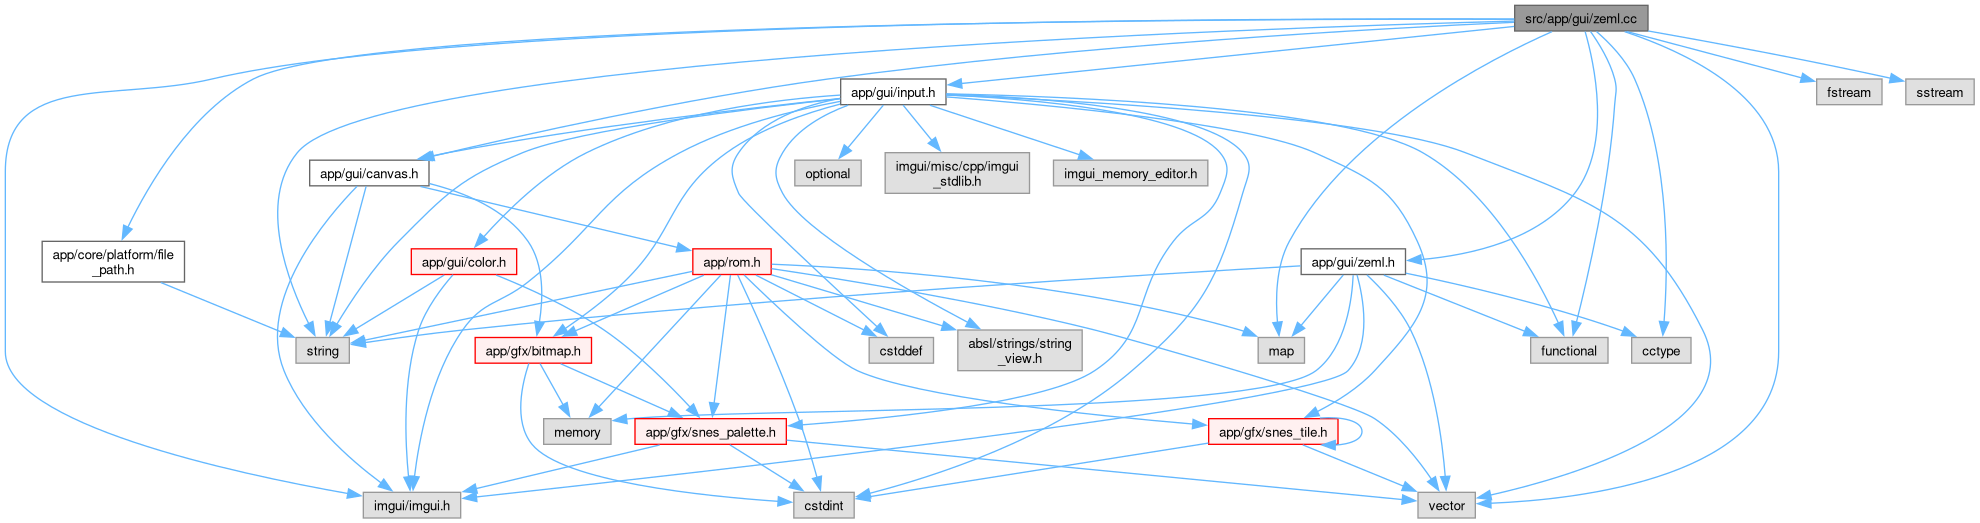 src/app/gui/zeml.cc
app/gui/input.h
fstream
sstream
app/gui/canvas.h
optional
imgui/misc/cpp/imgui
_stdlib.h
imgui_memory_editor.h
app/core/platform/file
_path.h
app/gui/color.h
app/rom.h
app/gui/zeml.h
string
app/gfx/bitmap.h
cstddef
absl/strings/string
_view.h
map
functional
cctype
memory
app/gfx/snes_palette.h
app/gfx/snes_tile.h
imgui/imgui.h
cstdint
vector